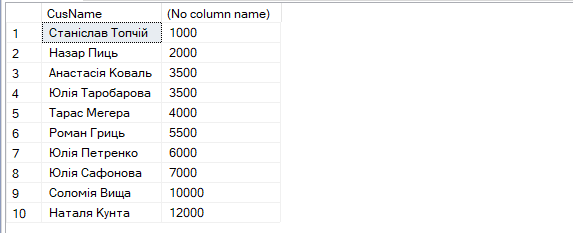 CusName (No column name)
1 Станіслав Топчій 1000
2 Назар Пиць 2000
3 Анастасія Коваль 3500
4 Юлія Таробарова 3500
5 Тарас Мегера 4000
6 Роман Гриць 5500
7 Юлія Петренко 6000
8 Юлія Сафонова 7000
9 Соломія Вища 10000
10 Наталя Кунта 12000